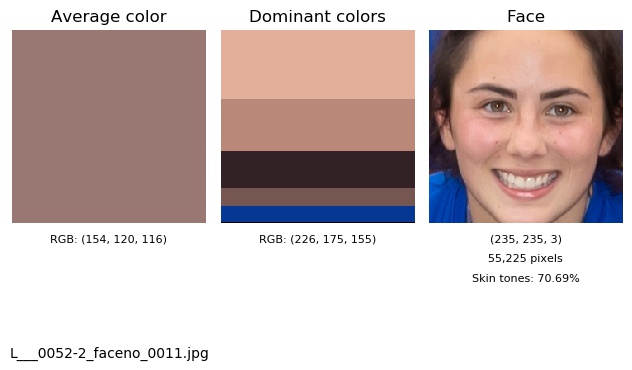 Average color
Dominant colors
Face
RGB: (154, 120, 116)
RGB: (226, 175, 155)
(235, 235, 3)
55,225 pixels
Skin tones: 70.69%
L___0052-2_faceno_0011.jpg